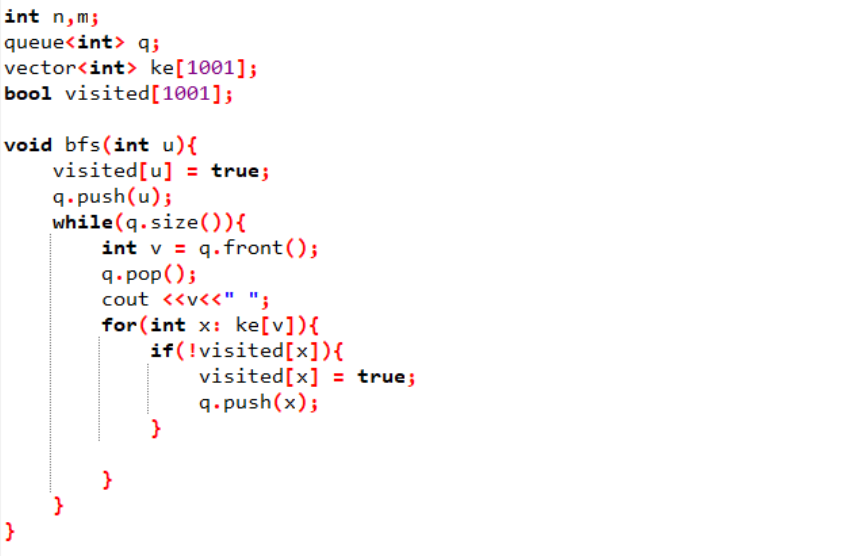 int n,m;
queue<int> q;
vector<int> ke[1001];
bool visited[1001];

void bfs(int u){
    visited[u] = true;
    q.push(u);
    while(q.size()){
        int v = q.front();
        q.pop();
        cout <<v<<" ";
        for(int x: ke[v]){
            if(!visited[x]){
                visited[x] = true;
                q.push(x);
            }

        }
    }
}